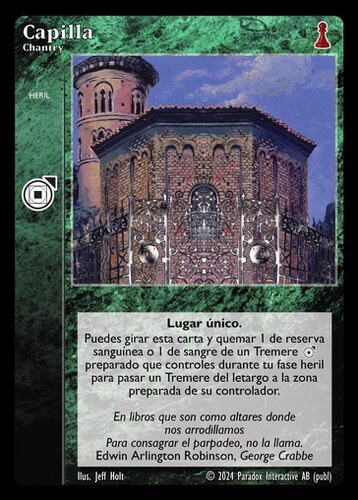 Capilla
Chantry
HERIL
Lugar único.
Puedes girar esta carta y quemar 1 de reserva
sanguínea o 1 de sangre de un Tremere
preparado que controles durante tu fase heril
para pasar un Tremere del letargo a la zona
preparada de su controlador.
En libros que son como altares donde
nos arrodillamos
Para consagrar el parpadeo, no la llama.
Edwin Arlington Robinson, George Crabbe
Ilus. Jeff Holt
© 2024 Paradox Interactive AB (publ)